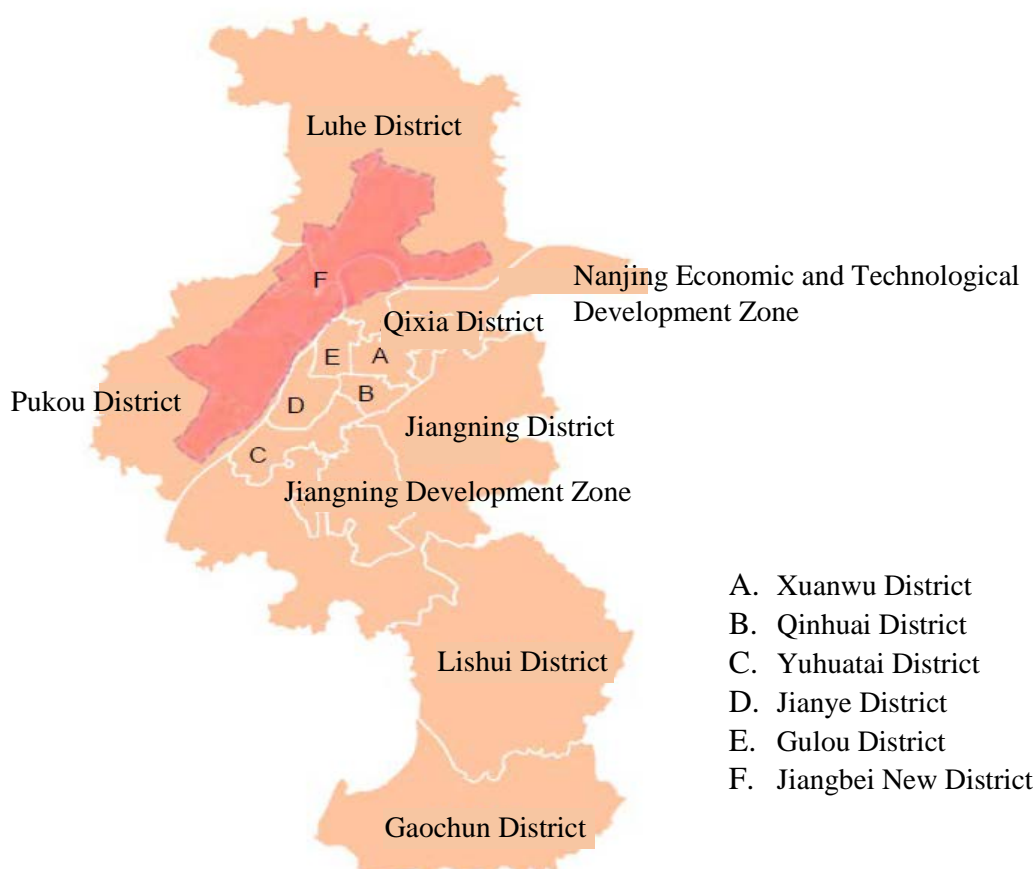 Luhe District
F
Nanjing Economic and Technological
Development Zone
Qixia District
E
A
B
Pukou District
D
Jiangning District
C
Jiangning Development Zone
A. Xuanwu District
B. Qinhuai District
C. Yuhuatai District
D. Jianye District
E. Gulou District
F. Jiangbei New District
Lishui District
Gaochun District